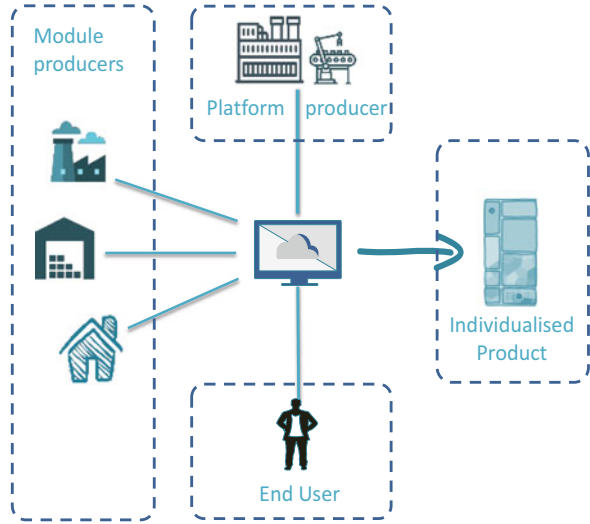 Module
producers
Platform producer
Individualised
Product
End User